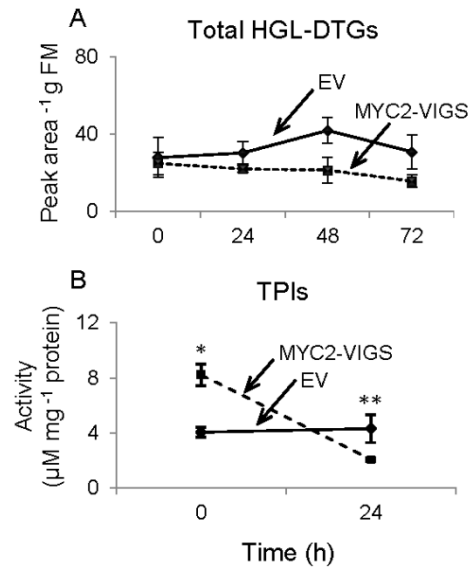 A
Total HGL-DTGs
Peak area ⁻¹ g FM
80
40
0
EV
MYC2-VIGS
0 24 48 72
B
TPIs
Activity
(µM mg ⁻¹ protein)
12
8
4
0
*
MYC2-VIGS
EV
**
0 24
Time (h)